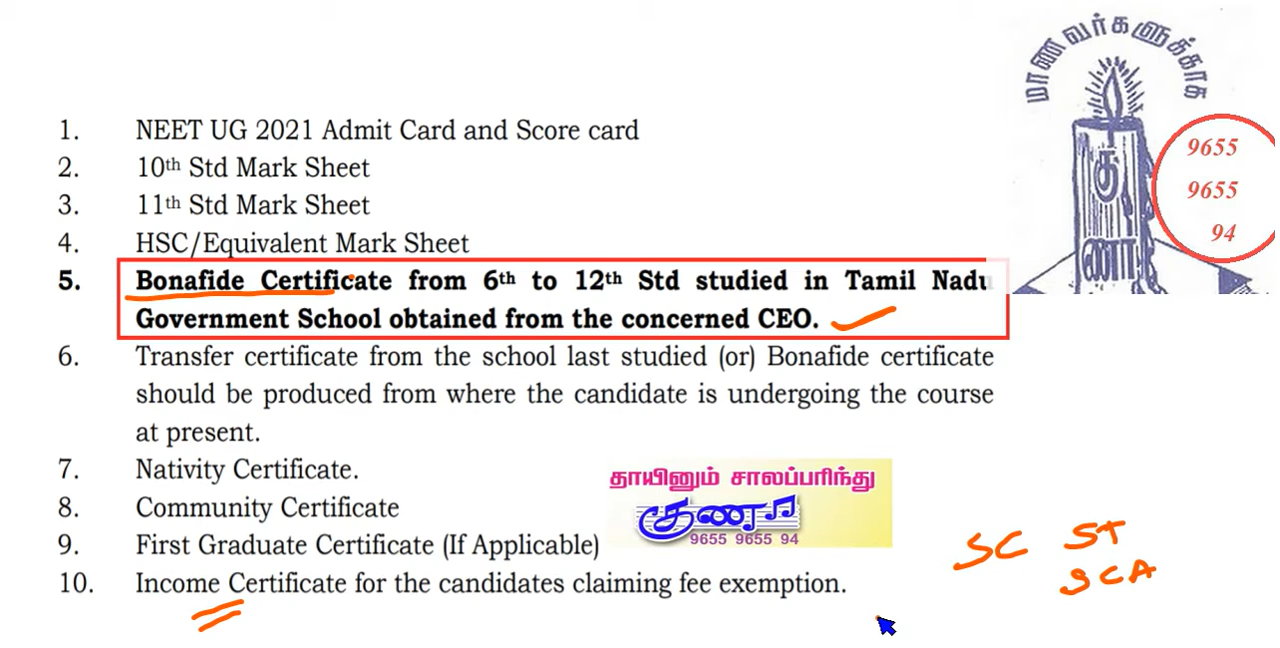 மாணவர்களுக்காக
குணா
9655
9655
94
1. NEET UG 2021 Admit Card and Score card
2. 10th Std Mark Sheet
3. 11th Std Mark Sheet
4. HSC/Equivalent Mark Sheet
5. Bonafide Certificate from 6th to 12th Std studied in Tamil Nadu
Government School obtained from the concerned CEO.
6. Transfer certificate from the school last studied (or) Bonafide certificate
should be produced from where the candidate is undergoing the course
at present.
7. Nativity Certificate.
8. Community Certificate
9. First Graduate Certificate (If Applicable)
10. Income Certificate for the candidates claiming fee exemption.
தாயினும் சாலப்பரிந்து
குணா
9655 9655 94
SC ST
SCA